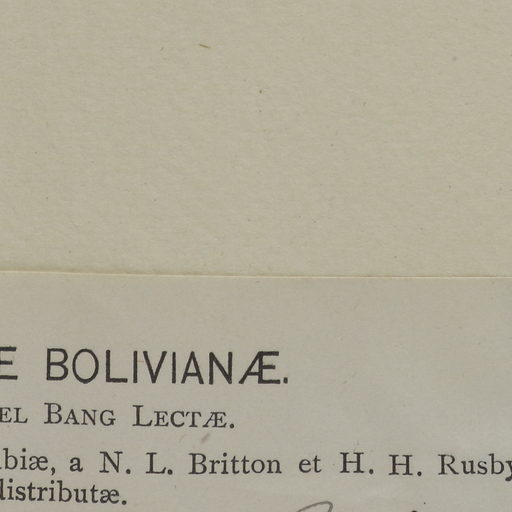 E BOLIVIANÆ.
EL BANG LECTÆ.
biæ, a N. L. Britton et H. H. Rusby
distributæ.